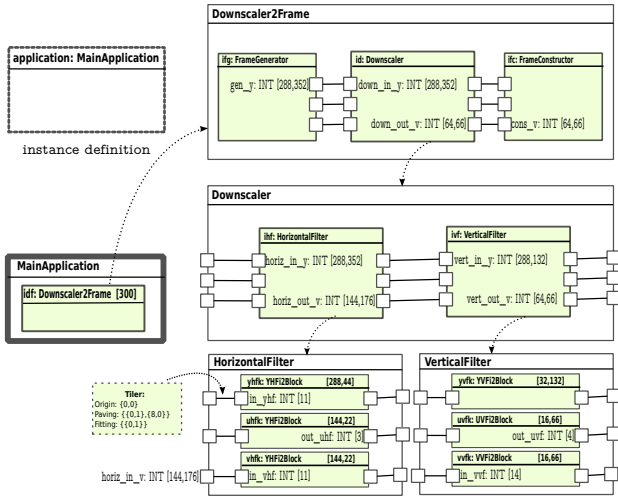 Downscaler2Frame
application: MainApplication
instance definition
ifg: FrameGenerator
gen_y: INT [288,352]
id: Downscaler
down_in_y: INT [288,352]
down_out_v: INT [64,66]
ifc: FrameConstructor
cons_v: INT [64,66]
Downscaler
ihf: HorizontalFilter
horiz_in_y: INT [288,352]
horiz_out_v: INT [144,176]
ivf: VerticalFilter
vert_in_y: INT [288,132]
vert_out_v: INT [64,66]
MainApplication
idf: Downscaler2Frame [300]
HorizontalFilter
yhfk: YHFi2Block [288,44]
in_yhf: INT [11]
uhfk: YHFi2Block [144,22]
out_uhf: INT [3]
vhfk: YHFi2Block [144,22]
in_yhf: INT [11]
horiz_in_v: INT [144,176]
Tiler:
Origin: {0,0}
Paving: {{0,1},{8,0}}
Fitting: {{0,1}}
VerticalFilter
yvfk: YVFi2Block [32,132]
uvfk: UVFi2Block [16,66]
out_uvf: INT [4]
vvfk: VVFi2Block [16,66]
in_vvf: INT [14]